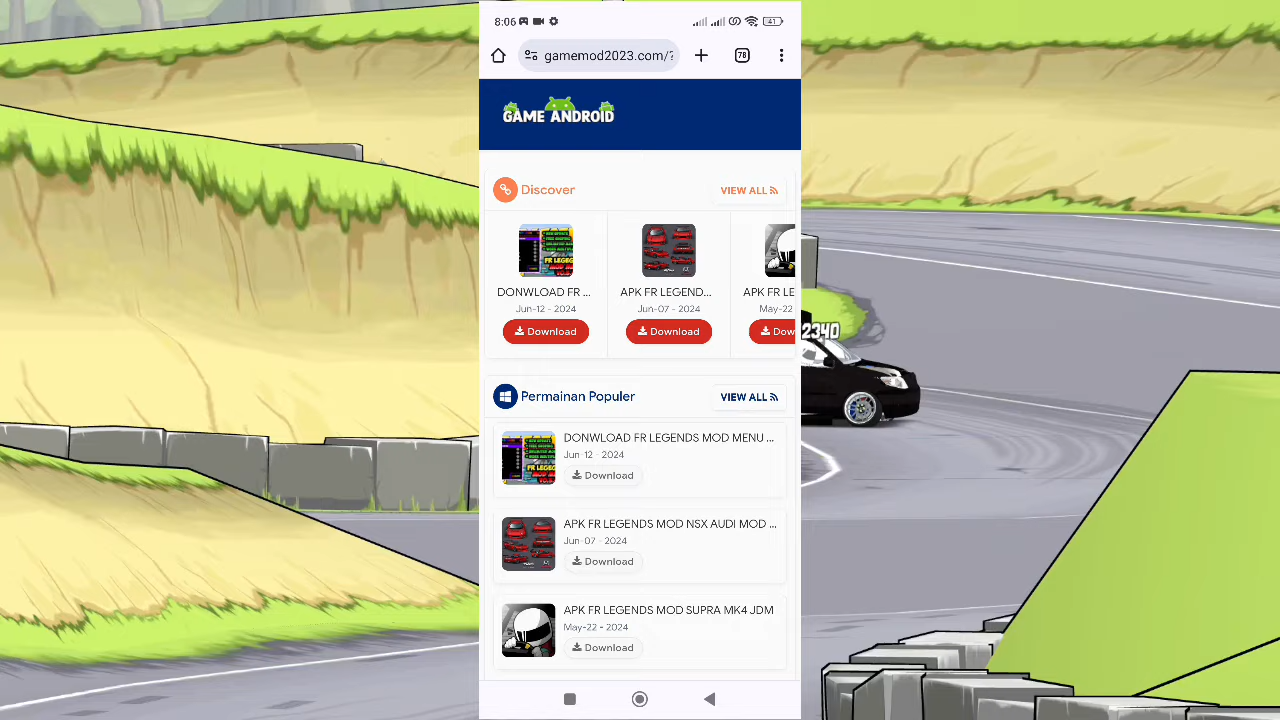 8:06
41
gamemod2023.com/?
78
GAME ANDROID
Discover
VIEW ALL
DONWLOAD FR ...
Jun-12 - 2024
Download
APK FR LEGEND...
Jun-07 - 2024
Download
APK FR LE
May-22
Dow
2340
Permainan Populer
VIEW ALL
DONWLOAD FR LEGENDS MOD MENU ...
Jun-12 - 2024
Download
APK FR LEGENDS MOD NSX AUDI MOD ...
Jun-07 - 2024
Download
APK FR LEGENDS MOD SUPRA MK4 JDM
May-22 - 2024
Download